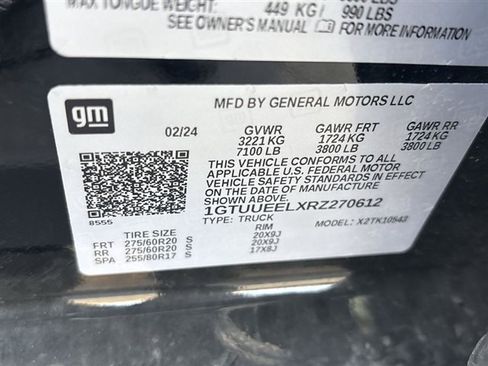 MAX TONGUE WEIGHT: 449 KG / 990 LBS
SEE OWNER'S MANUAL FOR MORE INFORMATION
gm
MFD BY GENERAL MOTORS LLC
02/24 GVWR GAWR FRT GAWR RR
3221 KG 1724 KG 1724 KG
7100 LB 3800 LB 3800 LB
THIS VEHICLE CONFORMS TO ALL
APPLICABLE U.S. FEDERAL MOTOR
VEHICLE SAFETY STANDARDS IN EFFECT
ON THE DATE OF MANUFACTURE SHOWN ABOVE.
1GTUUEELXRZ270612
8555
TYPE: TRUCK MODEL: X2TK10543
TIRE SIZE RIM
FRT 275/60R20 S 20X9J
RR 275/60R20 S 20X9J
SPA 255/80R17 S 17X8J